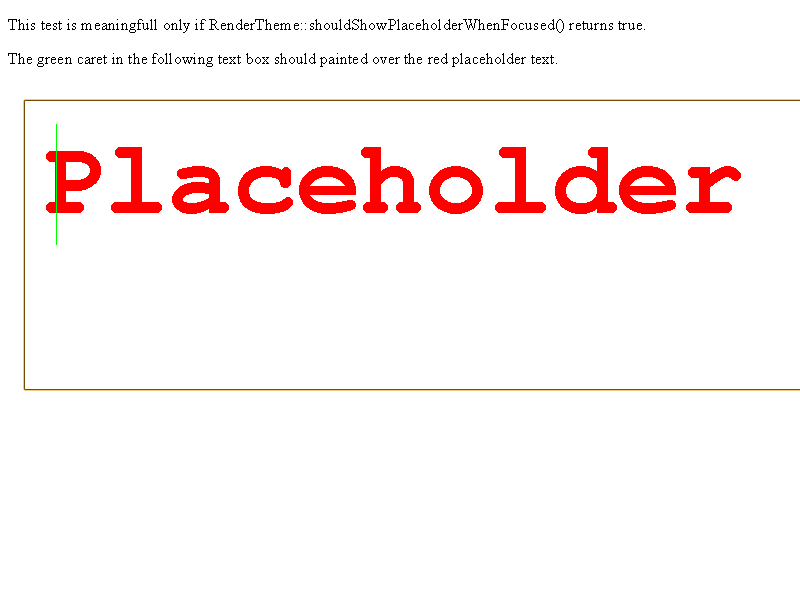 This test is meaningfull only if RenderTheme::shouldShowPlaceholderWhenFocused() returns true.
The green caret in the following text box should painted over the red placeholder text.
Placeholder